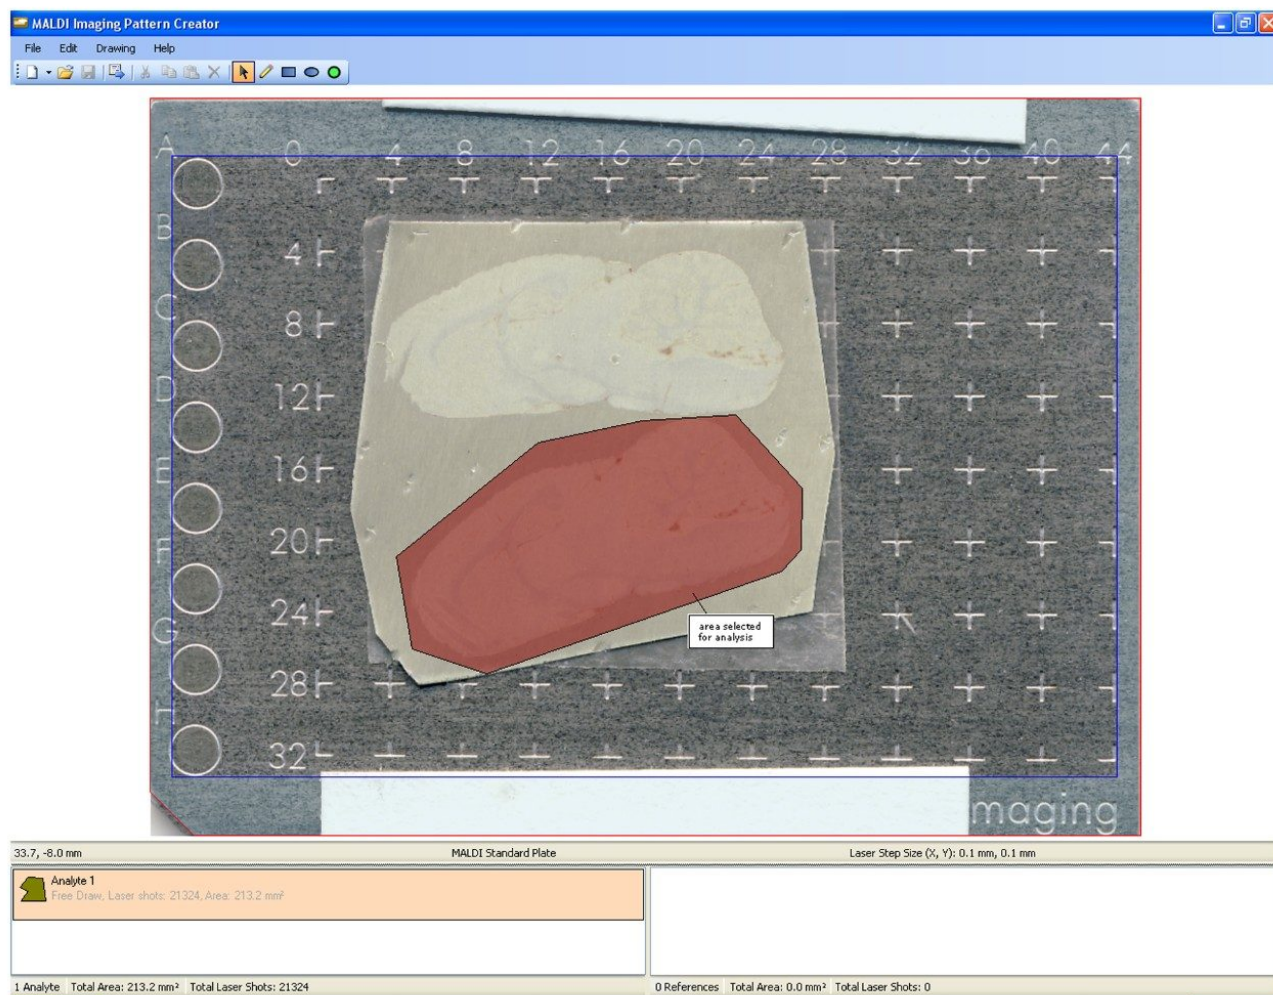 MALDI Imaging Pattern Creator
File Edit Drawing Help
A 0 4 8 12 16 20 24 28 32 36 40 44
B
4
C
8
D
12
E
16
F
20
24
G
28
32
area selected
for analysis
maging
33.7, -8.0 mm MALDI Standard Plate Laser Step Size (X, Y): 0.1 mm, 0.1 mm
Analyte 1
Free Draw, Laser shots: 21324, Area: 213.2 mm²
1 Analyte Total Area: 213.2 mm² Total Laser Shots: 21324 0 References Total Area: 0.0 mm² Total Laser Shots: 0